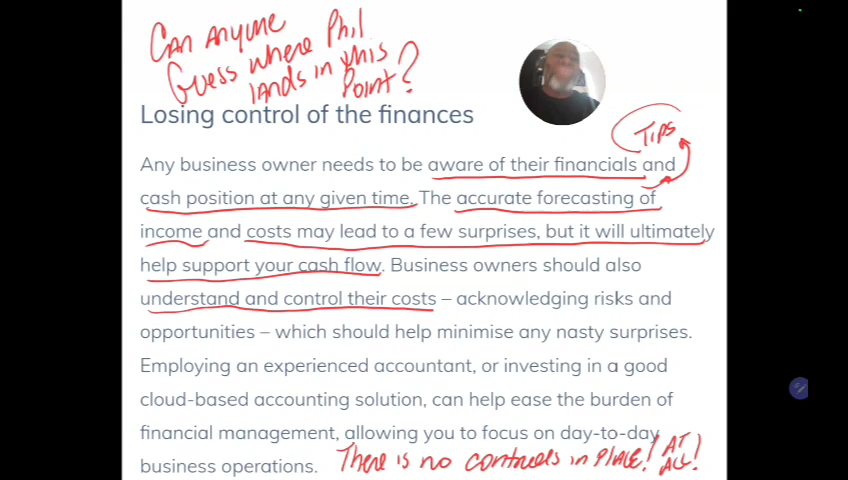 Can Anyone
Guess where Phil
lands in this
Point?
Losing control of the finances
Tips
Any business owner needs to be aware of their financials and
cash position at any given time. The accurate forecasting of
income and costs may lead to a few surprises, but it will ultimately
help support your cash flow. Business owners should also
understand and control their costs – acknowledging risks and
opportunities – which should help minimise any nasty surprises.
Employing an experienced accountant, or investing in a good
cloud-based accounting solution, can help ease the burden of
financial management, allowing you to focus on day-to-day
business operations.
There is no controls in PLACE! AT
ALL!